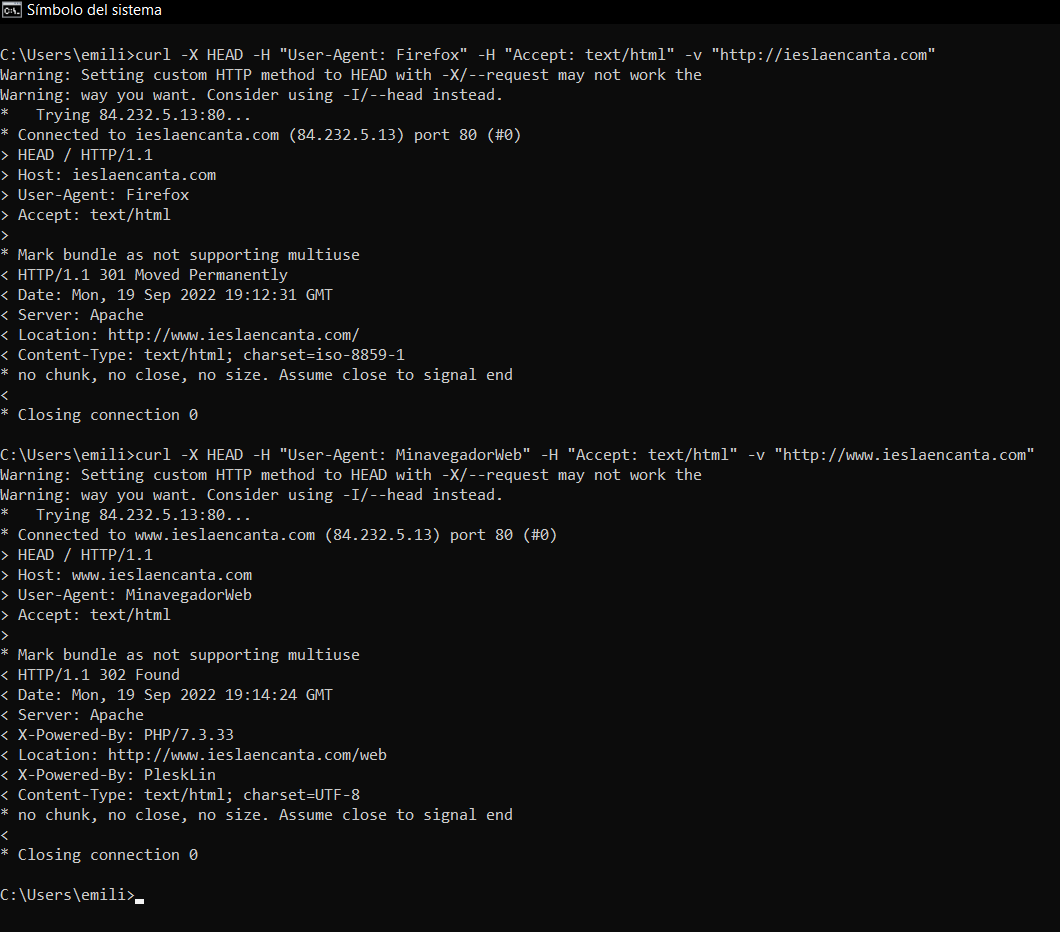 Símbolo del sistema
C:\Users\emili>curl -X HEAD -H "User-Agent: Firefox" -H "Accept: text/html" -v "http://ieslaencanta.com"
Warning: Setting custom HTTP method to HEAD with -X/--request may not work the
Warning: way you want. Consider using -I/--head instead.
*   Trying 84.232.5.13:80...
* Connected to ieslaencanta.com (84.232.5.13) port 80 (#0)
> HEAD / HTTP/1.1
> Host: ieslaencanta.com
> User-Agent: Firefox
> Accept: text/html
>
* Mark bundle as not supporting multiuse
< HTTP/1.1 301 Moved Permanently
< Date: Mon, 19 Sep 2022 19:12:31 GMT
< Server: Apache
< Location: http://www.ieslaencanta.com/
< Content-Type: text/html; charset=iso-8859-1
* no chunk, no close, no size. Assume close to signal end
<
* Closing connection 0
C:\Users\emili>curl -X HEAD -H "User-Agent: MinavegadorWeb" -H "Accept: text/html" -v "http://www.ieslaencanta.com"
Warning: Setting custom HTTP method to HEAD with -X/--request may not work the
Warning: way you want. Consider using -I/--head instead.
*   Trying 84.232.5.13:80...
* Connected to www.ieslaencanta.com (84.232.5.13) port 80 (#0)
> HEAD / HTTP/1.1
> Host: www.ieslaencanta.com
> User-Agent: MinavegadorWeb
> Accept: text/html
>
* Mark bundle as not supporting multiuse
< HTTP/1.1 302 Found
< Date: Mon, 19 Sep 2022 19:14:24 GMT
< Server: Apache
< X-Powered-By: PHP/7.3.33
< Location: http://www.ieslaencanta.com/web
< X-Powered-By: PleskLin
< Content-Type: text/html; charset=UTF-8
* no chunk, no close, no size. Assume close to signal end
<
* Closing connection 0
C:\Users\emili>